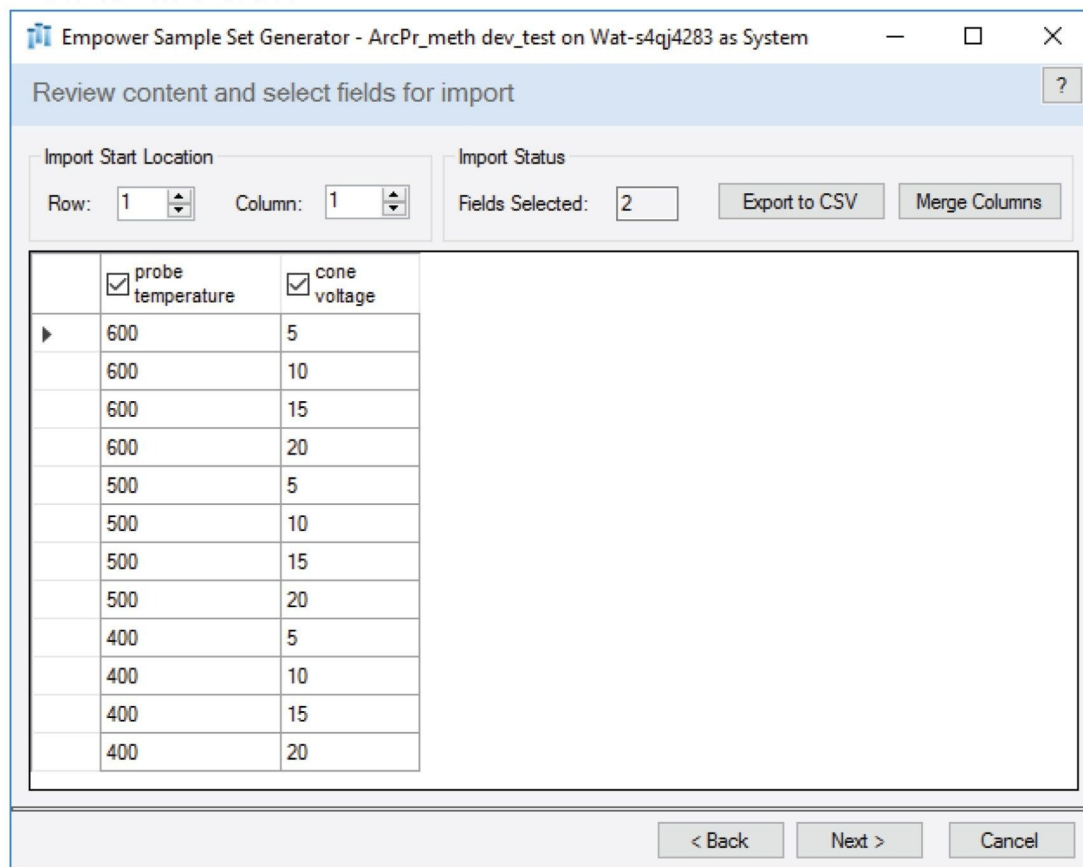 Empower Sample Set Generator - ArcPr_meth dev_test on Wat-s4qj4283 as System
Review content and select fields for import
?
Import Start Location
Import Status
Row: 1 Column: 1 Fields Selected: 2 Export to CSV Merge Columns
probe temperature cone voltage
600 5
600 10
600 15
600 20
500 5
500 10
500 15
500 20
400 5
400 10
400 15
400 20
< Back Next > Cancel